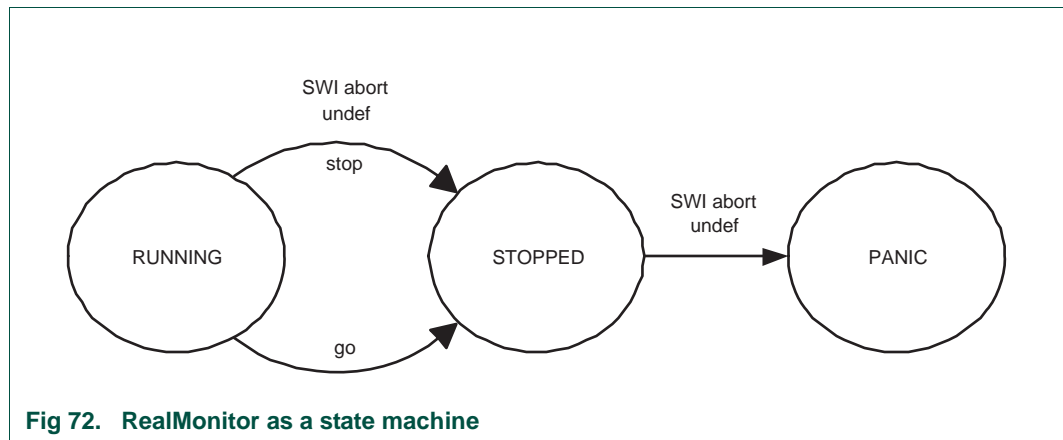 SWI abort
undef
stop
SWI abort
undef
RUNNING
STOPPED
PANIC
go
Fig 72. RealMonitor as a state machine